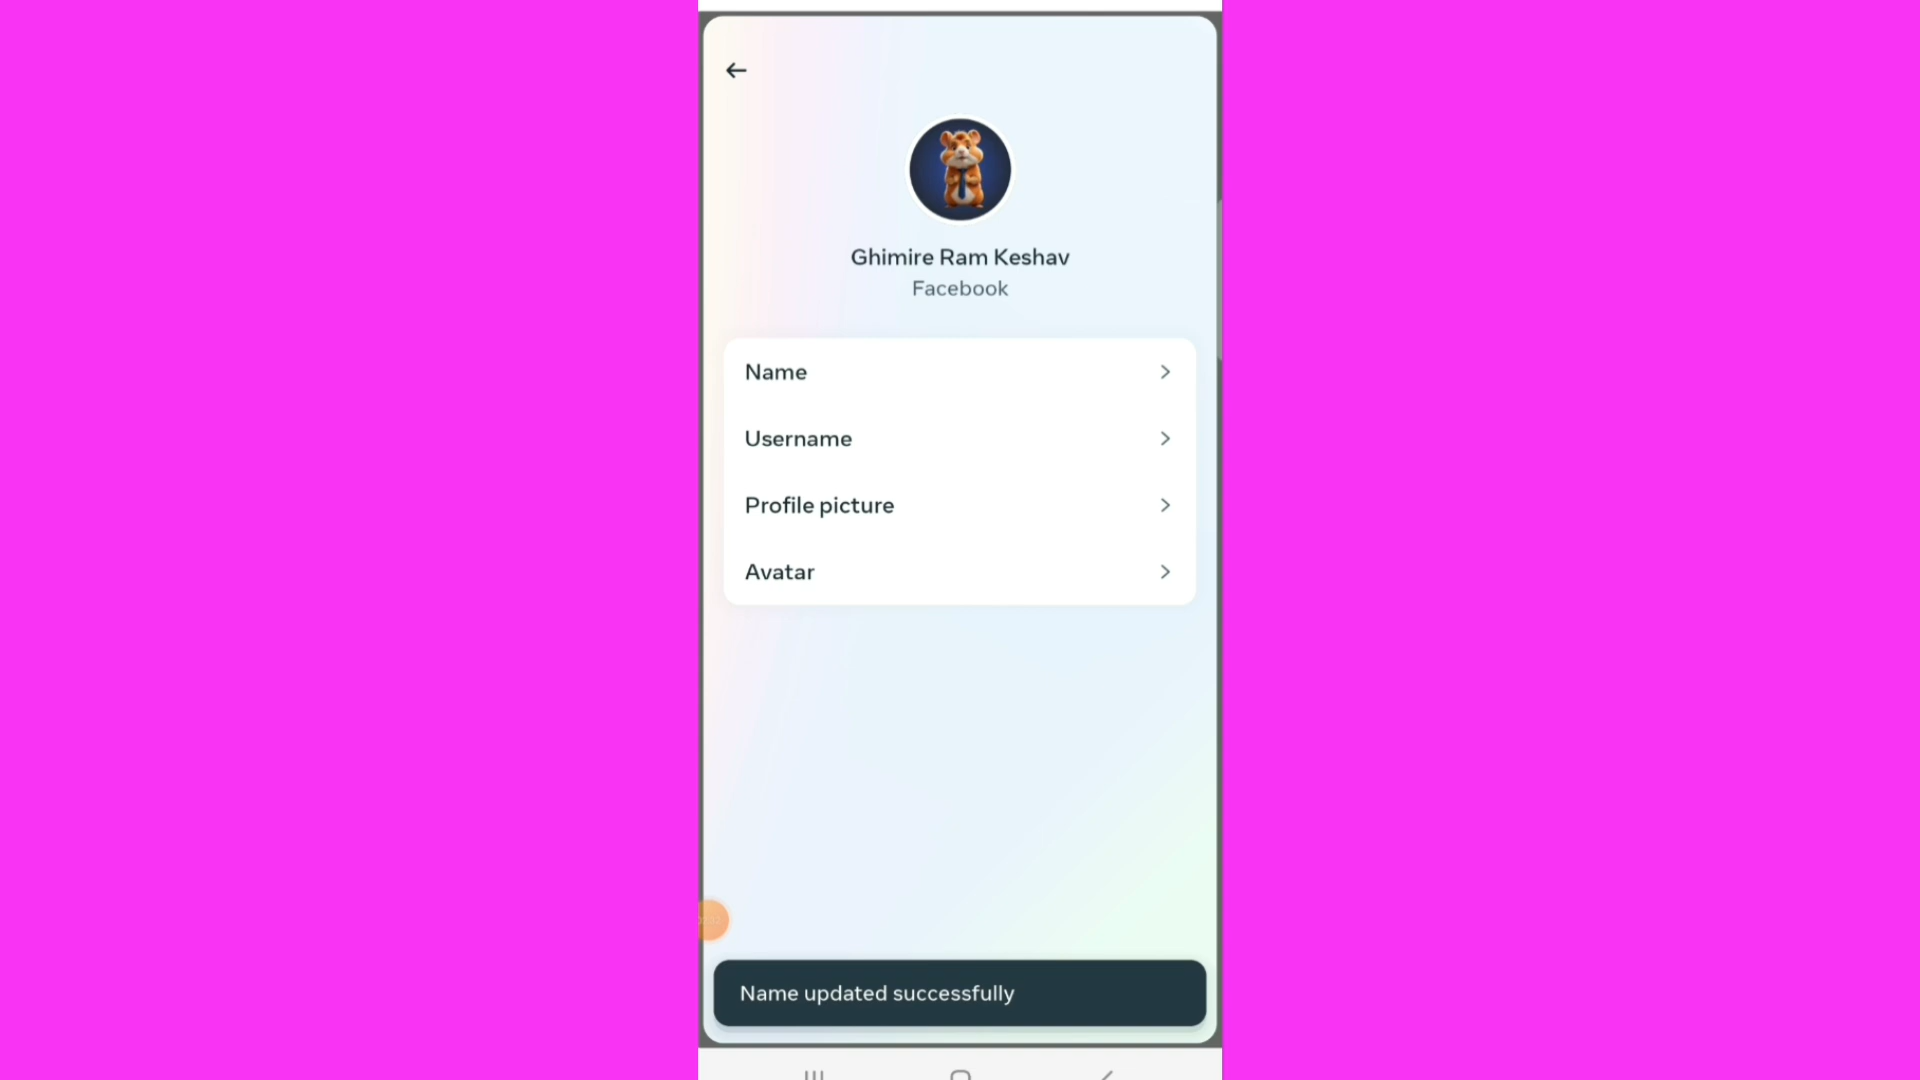 Ghimire Ram Keshav
Facebook
Name
Username
Profile picture
Avatar
Name updated successfully